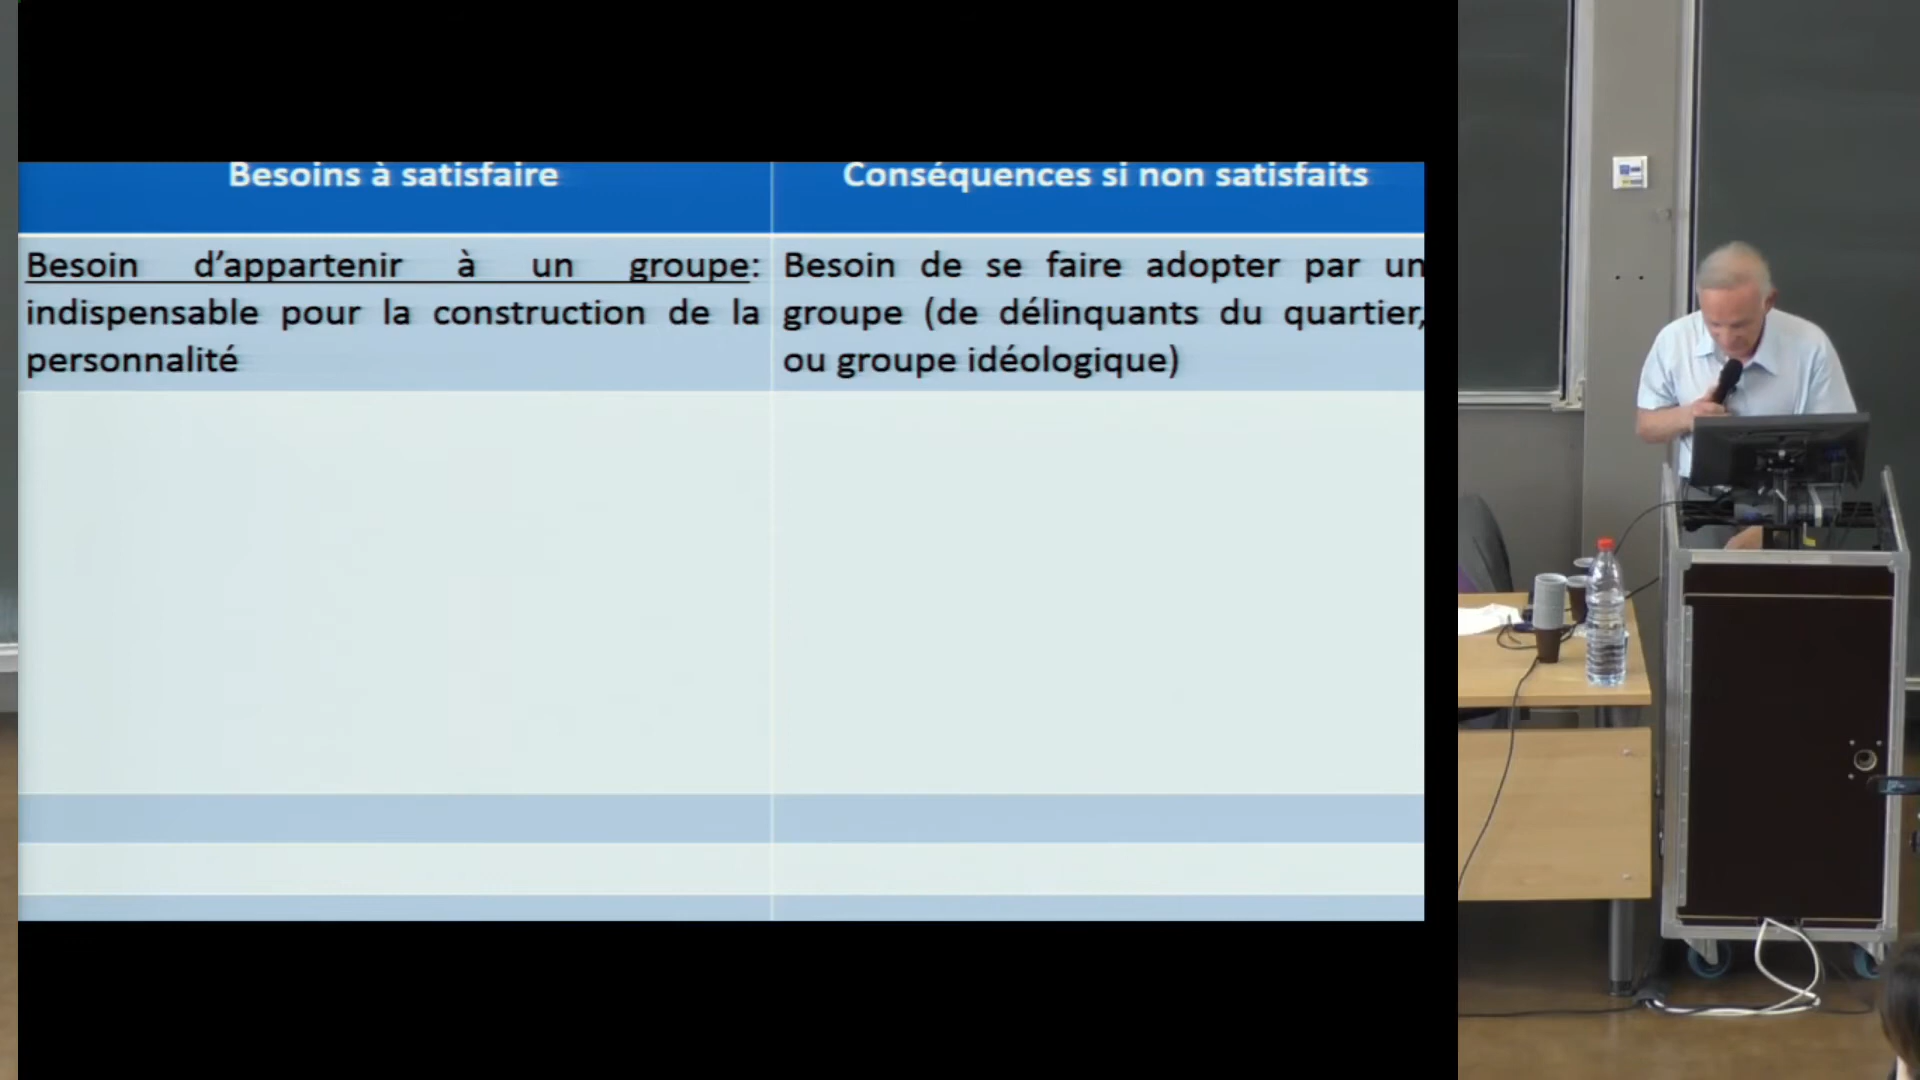 Besoins à satisfaire
Conséquences si non satisfaits
Besoin d'appartenir à un groupe:
indispensable pour la construction de la
personnalité
Besoin de se faire adopter par un
groupe (de délinquants du quartier,
ou groupe idéologique)